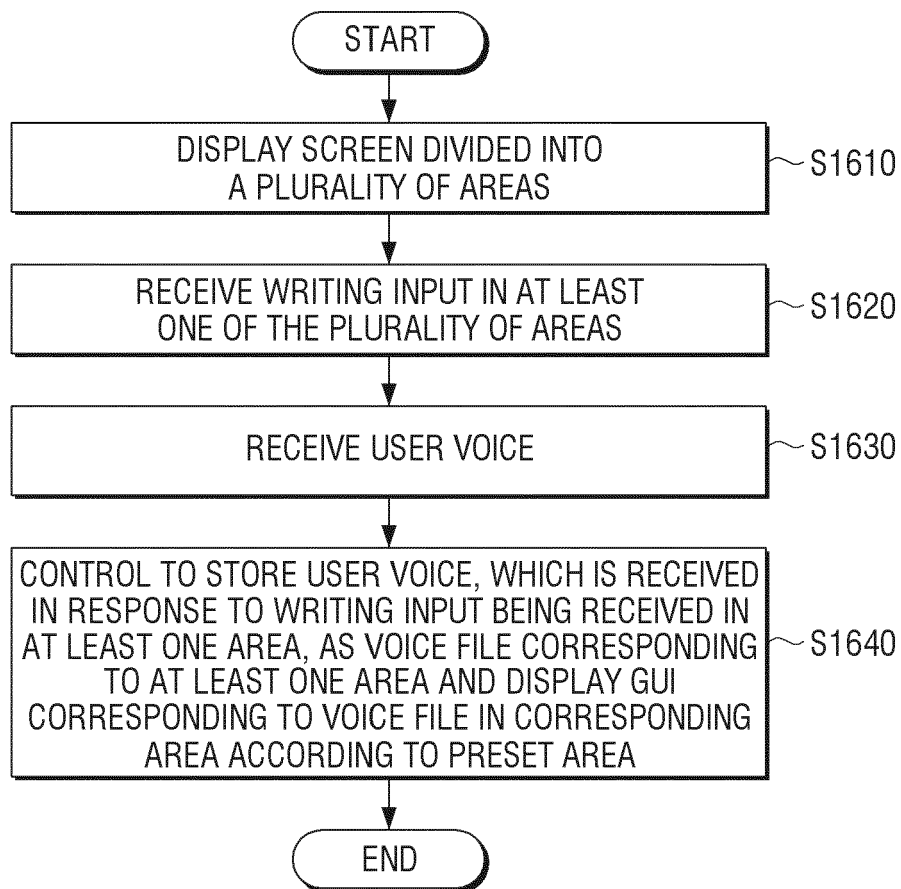 START
DISPLAY SCREEN DIVIDED INTO
A PLURALITY OF AREAS
S1610
RECEIVE WRITING INPUT IN AT LEAST
ONE OF THE PLURALITY OF AREAS
S1620
RECEIVE USER VOICE
S1630
CONTROL TO STORE USER VOICE, WHICH IS RECEIVED
IN RESPONSE TO WRITING INPUT BEING RECEIVED IN
AT LEAST ONE AREA, AS VOICE FILE CORRESPONDING
TO AT LEAST ONE AREA AND DISPLAY GUI
CORRESPONDING TO VOICE FILE IN CORRESPONDING
AREA ACCORDING TO PRESET AREA
S1640
END